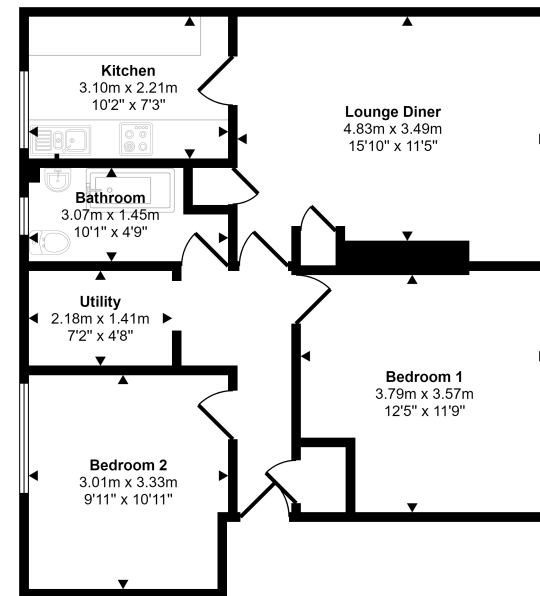 Kitchen
3.10m x 2.21m
10'2" x 7'3"
Lounge Diner
4.83m x 3.49m
15'10" x 11'5"
Bathroom
3.07m x 1.45m
10'1" x 4'9"
Utility
2.18m x 1.41m
7'2" x 4'8"
Bedroom 1
3.79m x 3.57m
12'5" x 11'9"
Bedroom 2
3.01m x 3.33m
9'11" x 10'11"